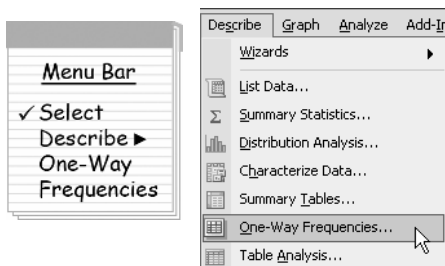 Menu Bar
✓ Select
Describe ▶
One-Way
Frequencies
Describe Graph Analyze Add-I
Wizards ▶
List Data...
Σ Summary Statistics...
Distribution Analysis...
Characterize Data...
Summary Tables...
One-Way Frequencies...
Table Analysis...